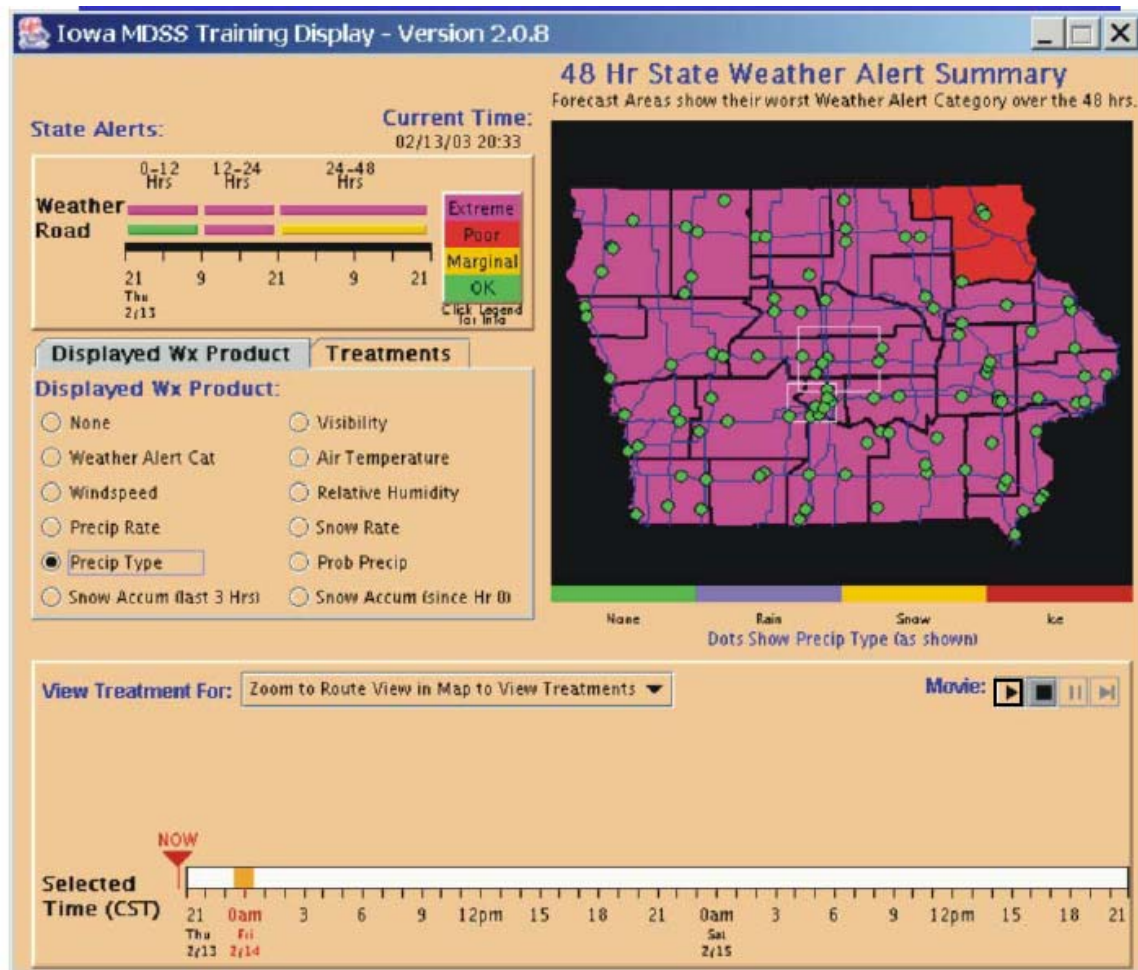 Iowa MDSS Training Display - Version 2.0.8
48 Hr State Weather Alert Summary
Forecast Areas show their worst Weather Alert Category over the 48 hrs.
State Alerts:
Current Time:
02/13/03 20:33
0-12 Hrs
12-24 Hrs
24-48 Hrs
Weather
Road
Extreme
Poor
Marginal
OK
Click Legend
for Info
21 9 21 9 21
Thu
2/13
Displayed Wx Product
Treatments
Displayed Wx Product:
None
Visibility
Weather Alert Cat
Air Temperature
Windspeed
Relative Humidity
Precip Rate
Snow Rate
Precip Type
Prob Precip
Snow Accum (last 3 Hrs)
Snow Accum (since Hr 0)
None Rain Snow Ice
Dots Show Precip Type (as shown)
View Treatment For:
Zoom to Route View in Map to View Treatments
Movie:
NOW
Selected
Time (CST)
21 0am 3 6 9 12pm 15 18 21 0am 3 6 9 12pm 15 18 21
Thu Fri Sat
2/13 2/14 2/15